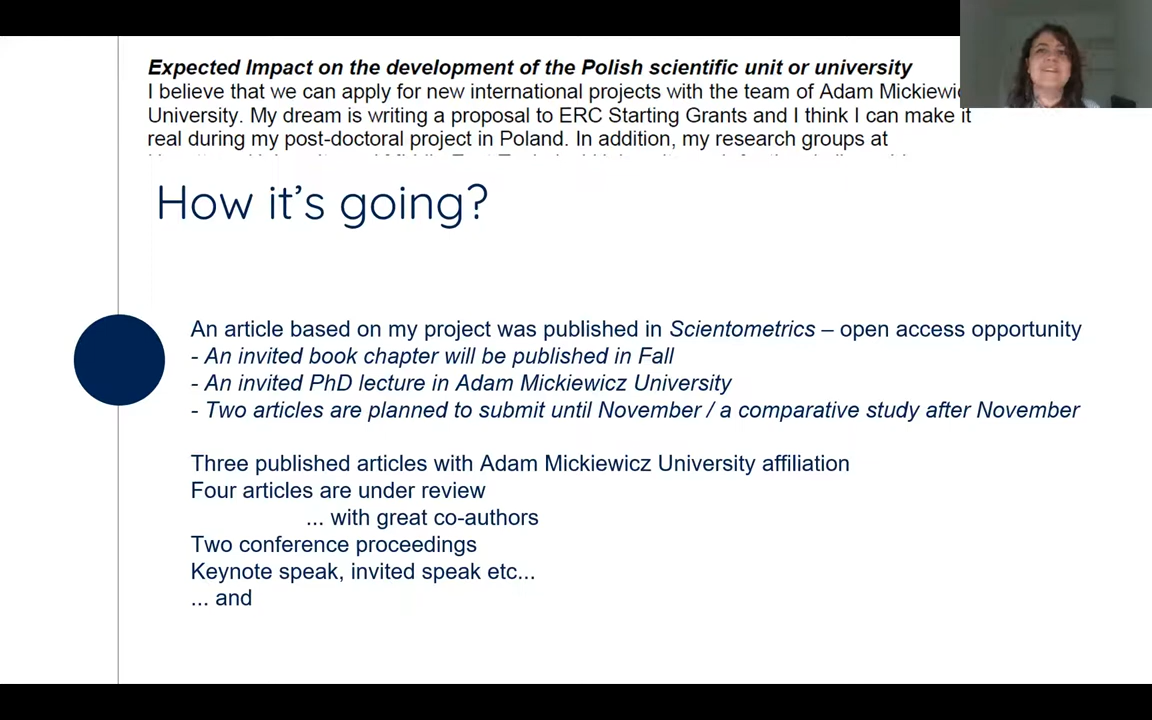 Expected Impact on the development of the Polish scientific unit or university
I believe that we can apply for new international projects with the team of Adam
University. My dream is writing a proposal to ERC Starting Grants and I think I can make it
real during my post-doctoral project in Poland. In addition, my research groups at
How it's going?
An article based on my project was published in Scientometrics – open access opportunity
- An invited book chapter will be published in Fall
- An invited PhD lecture in Adam Mickiewicz University
- Two articles are planned to submit until November / a comparative study after November
Three published articles with Adam Mickiewicz University affiliation
Four articles are under review
... with great co-authors
Two conference proceedings
Keynote speak, invited speak etc...
... and